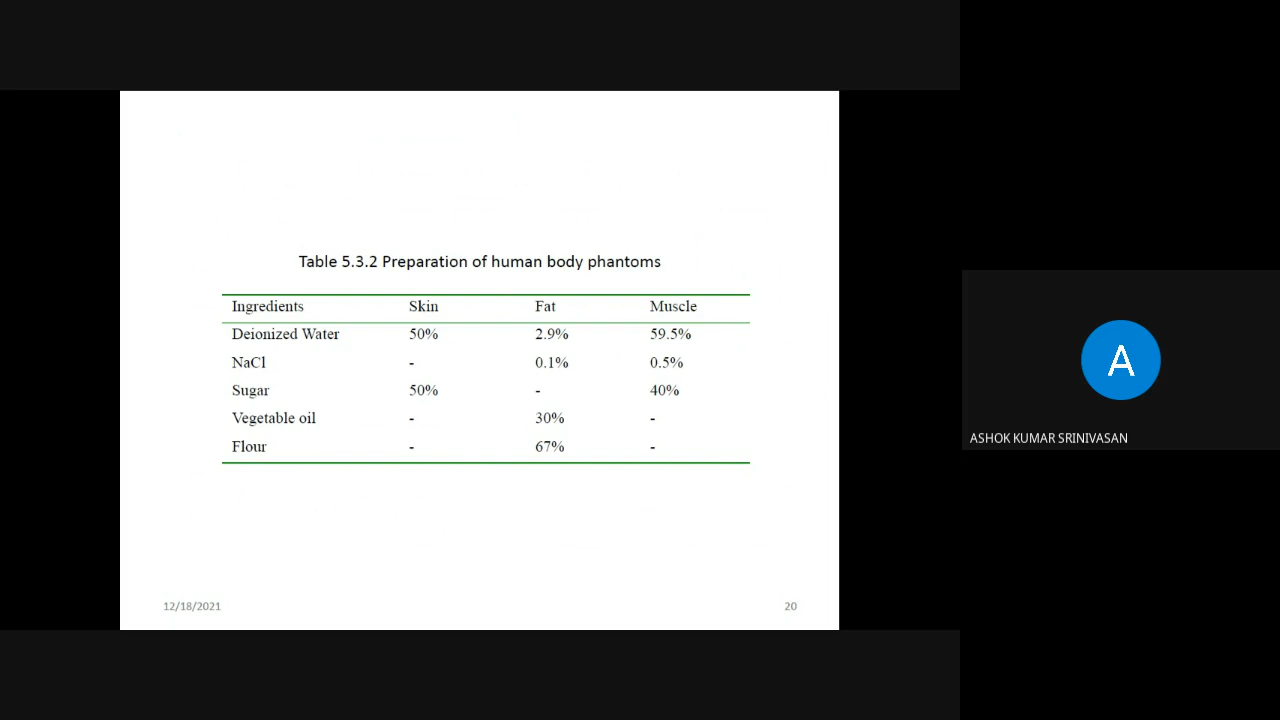 Table 5.3.2 Preparation of human body phantoms
Ingredients Skin Fat Muscle
Deionized Water 50% 2.9% 59.5%
NaCl - 0.1% 0.5%
Sugar 50% - 40%
Vegetable oil - 30% -
Flour - 67% -
12/18/2021 20
A
ASHOK KUMAR SRINIVASAN